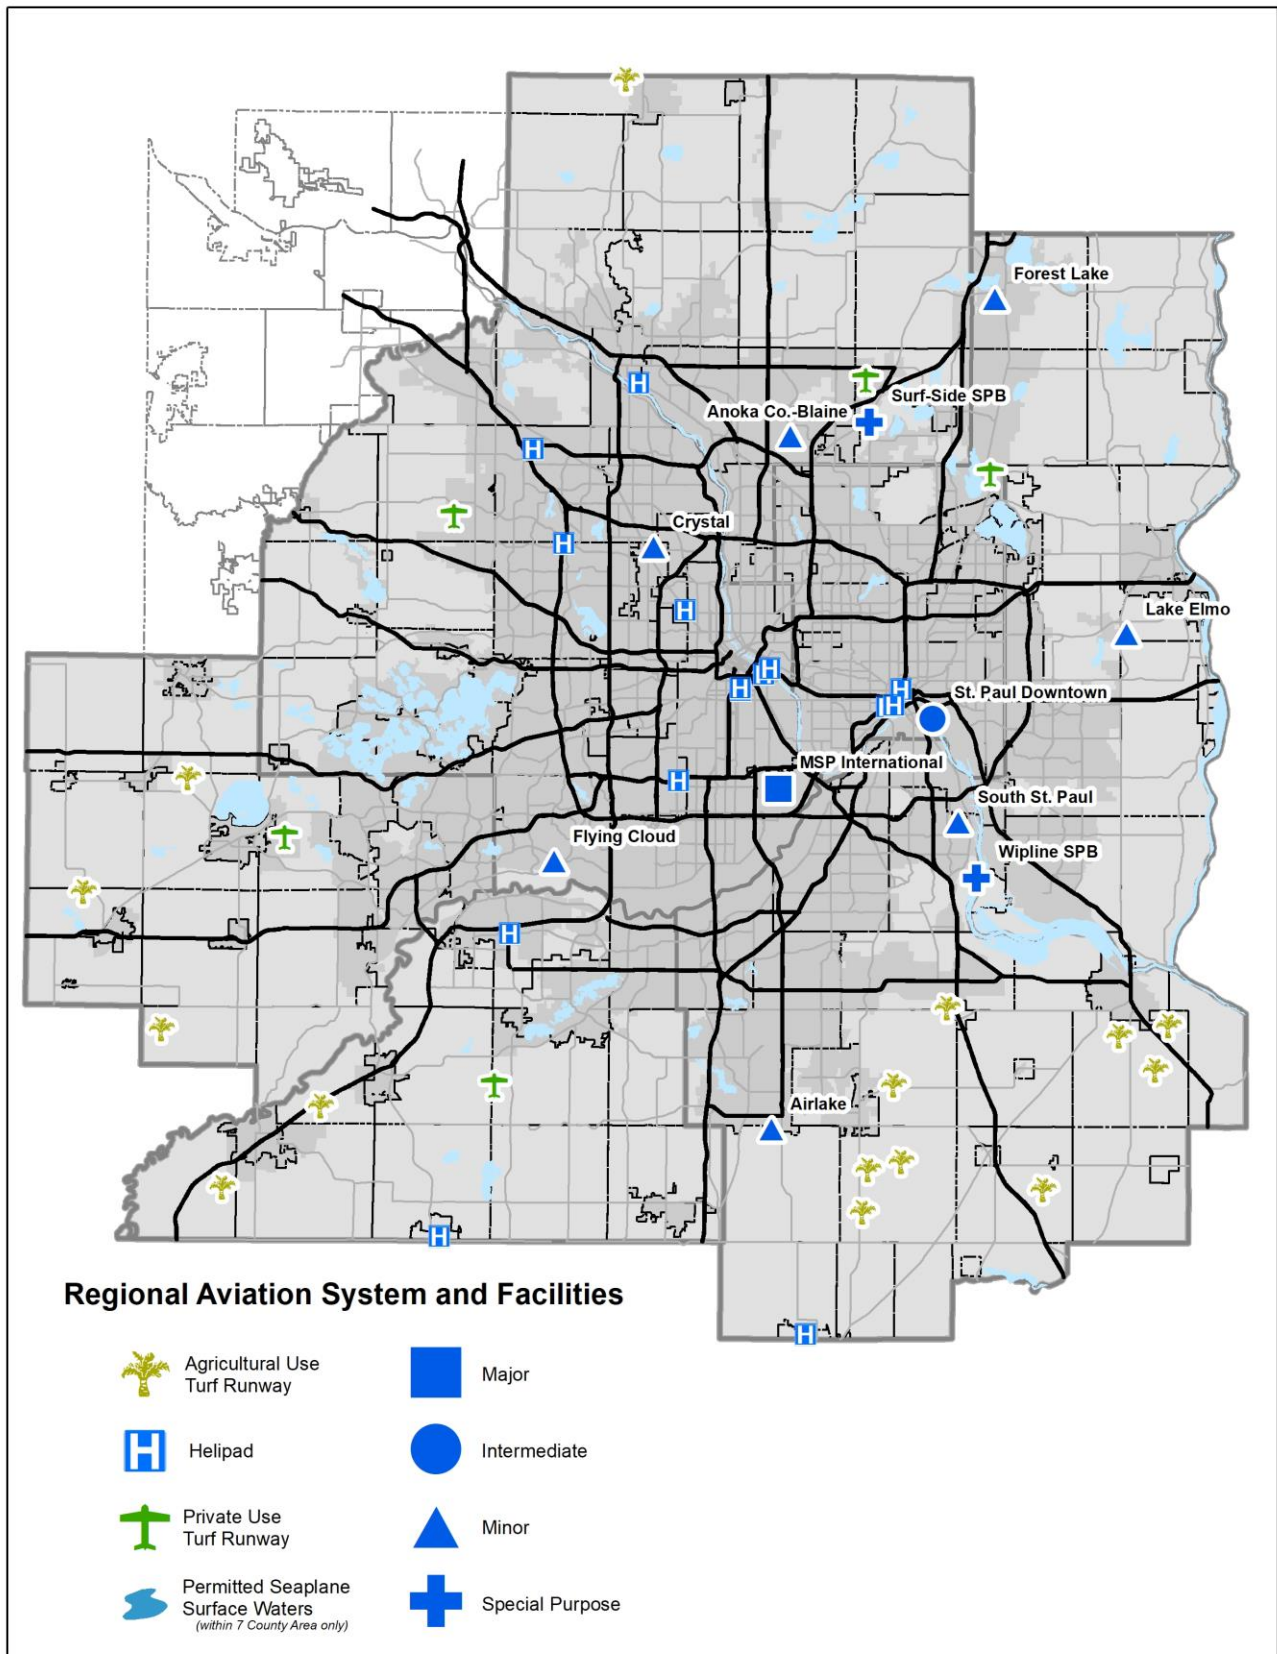 Forest Lake
Surf-Side SPB
Anoka Co.-Blaine
H
H
Crystal
H
H
Lake Elmo
H
H
H
H
H
St. Paul Downtown
MSP International
H
South St. Paul
Flying Cloud
Wipline SPB
H
Airlake
H
H
Regional Aviation System and Facilities
Agricultural Use
Turf Runway
Major
H
Helipad
Intermediate
Private Use
Turf Runway
Minor
Permitted Seaplane
Surface Waters
(within 7 County Area only)
Special Purpose